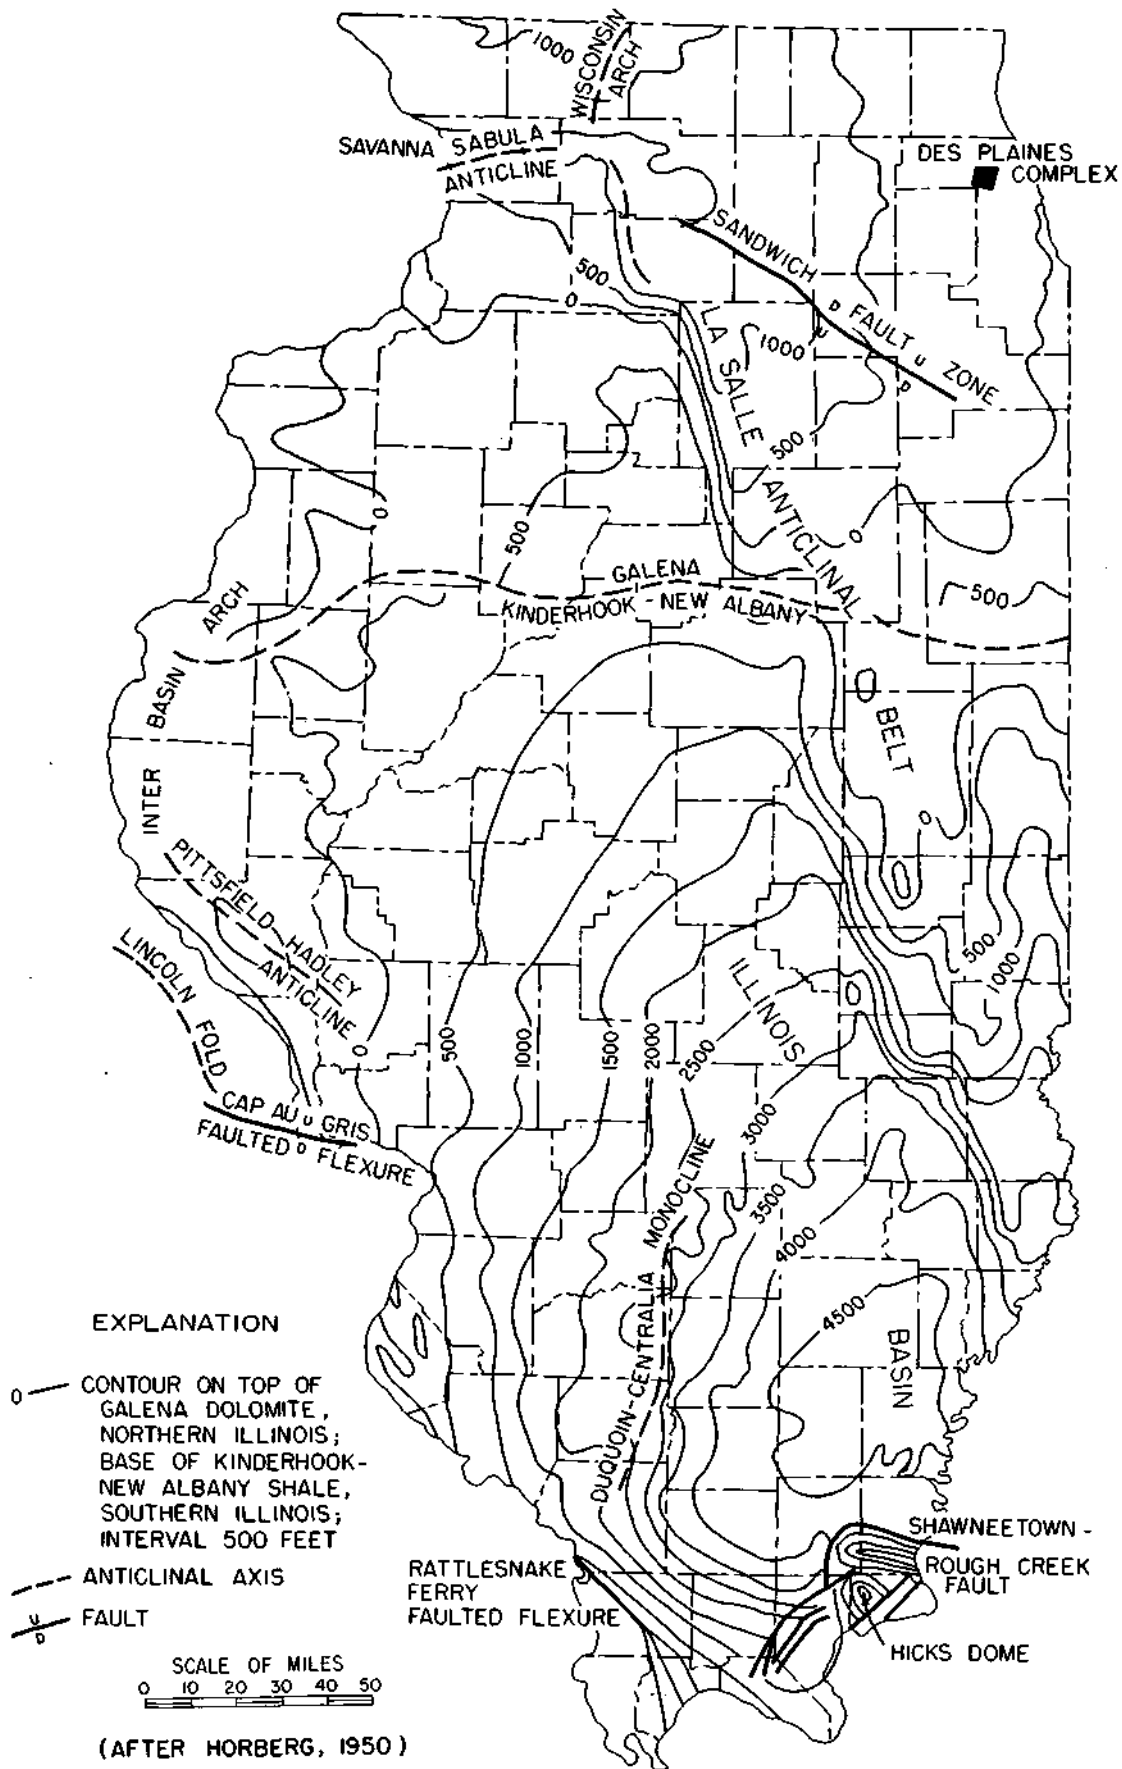 1000
WISCONSIN
ARCH
SAVANNA SABULA
ANTICLINE
DES PLAINES
COMPLEX
SANDWICH FAULT ZONE
D
U
U
D
500
0
1000
LA SALLE ANTICLINAL BELT
500
0
0
500
GALENA
KINDERHOOK-NEW ALBANY
500
INTER BASIN ARCH
PITTSFIELD-HADLEY
ANTICLINE
LINCOLN FOLD
0
0
500
1000
ILLINOIS BASIN
500
1000
1500
2000
2500
3000
3500
4000
4500
CAP AU GRIS
U
FAULTED FLEXURE
D
DUQUOIN-CENTRALIA MONOCLINE
EXPLANATION
0 CONTOUR ON TOP OF
GALENA DOLOMITE,
NORTHERN ILLINOIS;
BASE OF KINDERHOOK-
NEW ALBANY SHALE,
SOUTHERN ILLINOIS;
INTERVAL 500 FEET
ANTICLINAL AXIS
U
D
FAULT
RATTLESNAKE
FERRY
FAULTED FLEXURE
SHAWNEETOWN-
ROUGH CREEK
FAULT
HICKS DOME
SCALE OF MILES
0 10 20 30 40 50
(AFTER HORBERG, 1950)